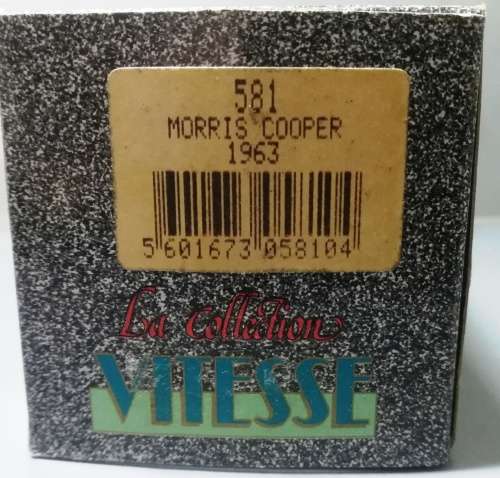 581
MORRIS COOPER
1963
5 601673 058104
La Collection
VITESSE